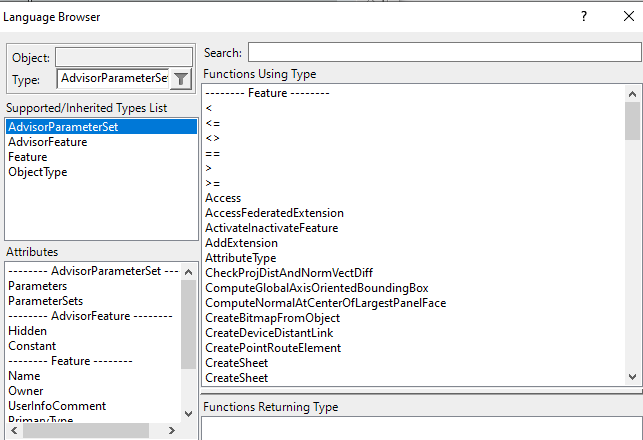 Language Browser
Object:
Type: AdvisorParameterSe
Supported/Inherited Types List
AdvisorParameterSet
AdvisorFeature
Feature
ObjectType
Attributes
-------- AdvisorParameterSet ---
Parameters
ParameterSets
-------- AdvisorFeature --------
Hidden
Constant
-------- Feature --------
Name
Owner
UserInfoComment
PrimaryType
Search:
Functions Using Type
-------- Feature --------
<
<=
<>
==
>
>=
Access
AccessFederatedExtension
ActivateInactivateFeature
AddExtension
AttributeType
CheckProjDistAndNormVectDiff
ComputeGlobalAxisOrientedBoundingBox
ComputeNormalAtCenterOfLargestPanelFace
CreateBitmapFromObject
CreateDeviceDistantLink
CreatePointRouteElement
CreateSheet
CreateSheet
Functions Returning Type